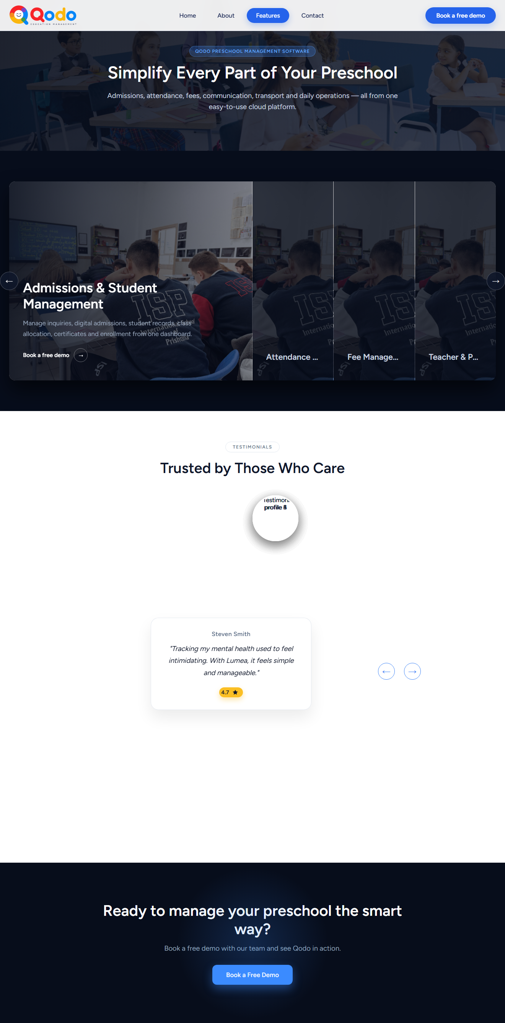 Qodo
Home
About
Features
Contact
Book a free demo
QODO PRESCHOOL MANAGEMENT SOFTWARE
Simplify Every Part of Your Preschool
Admissions, attendance, fees, communication, transport and daily operations — all from one
easy-to-use cloud platform.
←
→
Admissions & Student
Management
Manage inquiries, digital admissions, student records, class
allocation, certificates and enrollment from one dashboard.
Book a free demo →
Attendance ...
Fee Manage...
Teacher & P...
TESTIMONIALS
Trusted by Those Who Care
profile
Steven Smith
"Tracking my mental health used to feel
intimidating. With Lumea, it feels simple
and manageable."
4.7 ★
← →
Ready to manage your preschool the smart
way?
Book a free demo with our team and see Qodo in action.
Book a Free Demo